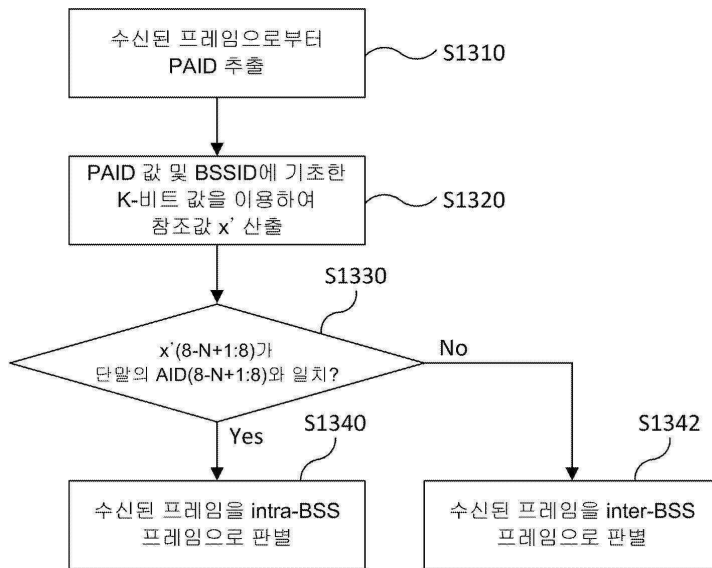 수신된 프레임으로부터
PAID 추출
S1310
PAID 값 및 BSSID에 기초한
K-비트 값을 이용하여
참조값 x' 산출
S1320
S1330
x'(8-N+1:8)가
단말의 AID(8-N+1:8)와 일치?
No
Yes
S1340
S1342
수신된 프레임을 intra-BSS
프레임으로 판별
수신된 프레임을 inter-BSS
프레임으로 판별